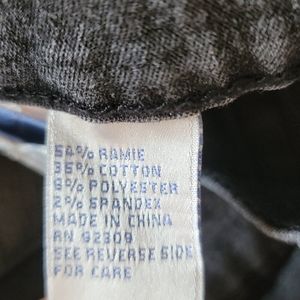 54% RAMIE
35% COTTON
9% POLYESTER
2% SPANDEX
MADE IN CHINA
RN 92309
SEE REVERSE SIDE
FOR CARE